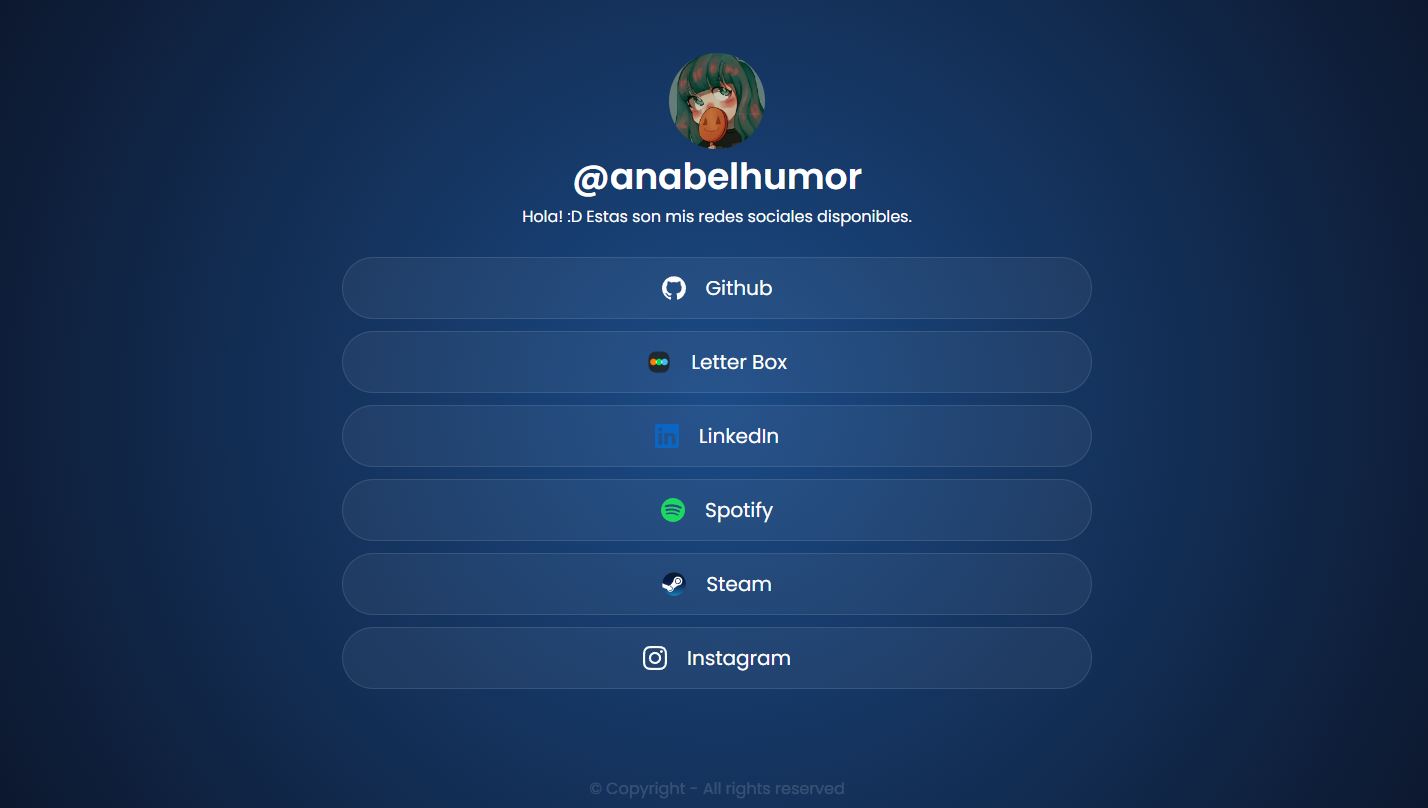 @anabelhumor
Hola! :D Estas son mis redes sociales disponibles.
Github
Letter Box
LinkedIn
Spotify
Steam
Instagram
© Copyright - All rights reserved